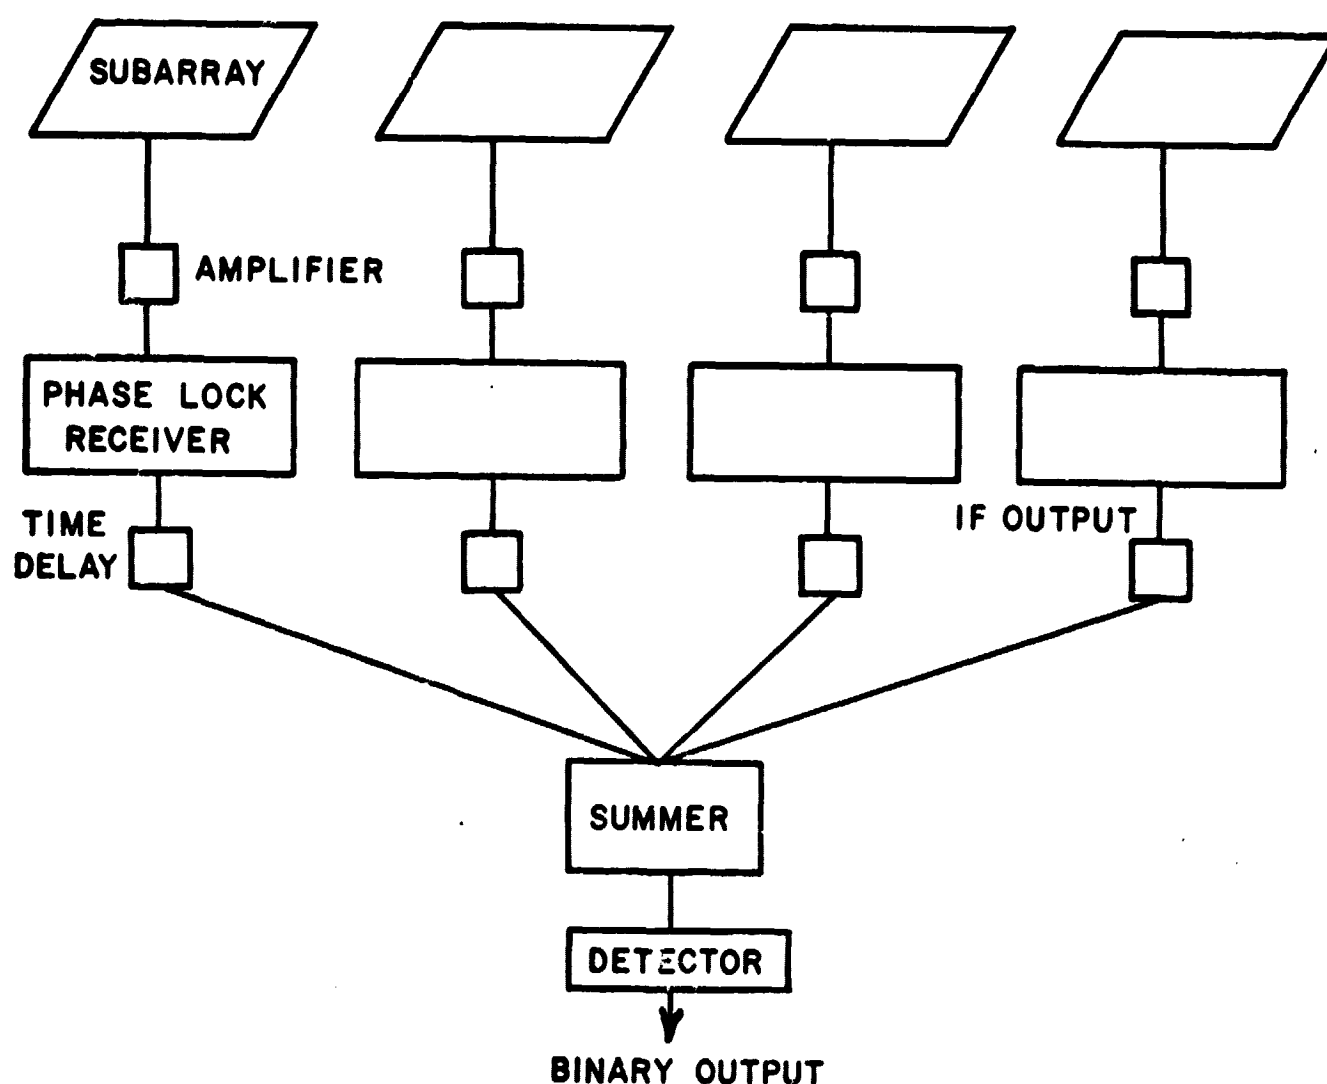 SUBARRAY
AMPLIFIER
PHASE LOCK
RECEIVER
TIME
DELAY
IF OUTPUT
SUMMER
DETECTOR
BINARY OUTPUT